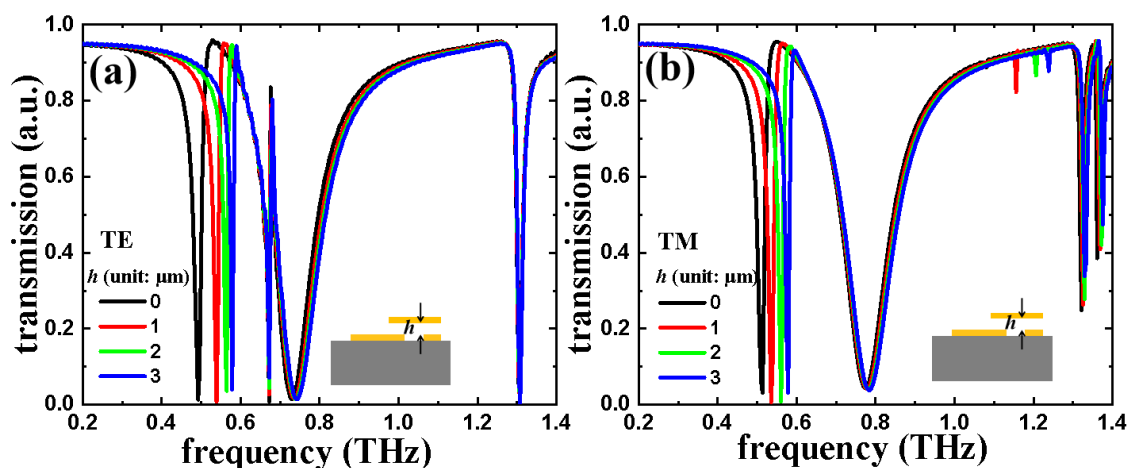 transmission (a.u.)
1.0
0.8
0.6
0.4
0.2
0.0
(a)
TE
h (unit: μm)
0
1
2
3
h
0.2 0.4 0.6 0.8 1.0 1.2 1.4
frequency (THz)
transmission (a.u.)
1.0
0.8
0.6
0.4
0.2
0.0
(b)
TM
h (unit: μm)
0
1
2
3
h
0.2 0.4 0.6 0.8 1.0 1.2 1.4
frequency (THz)